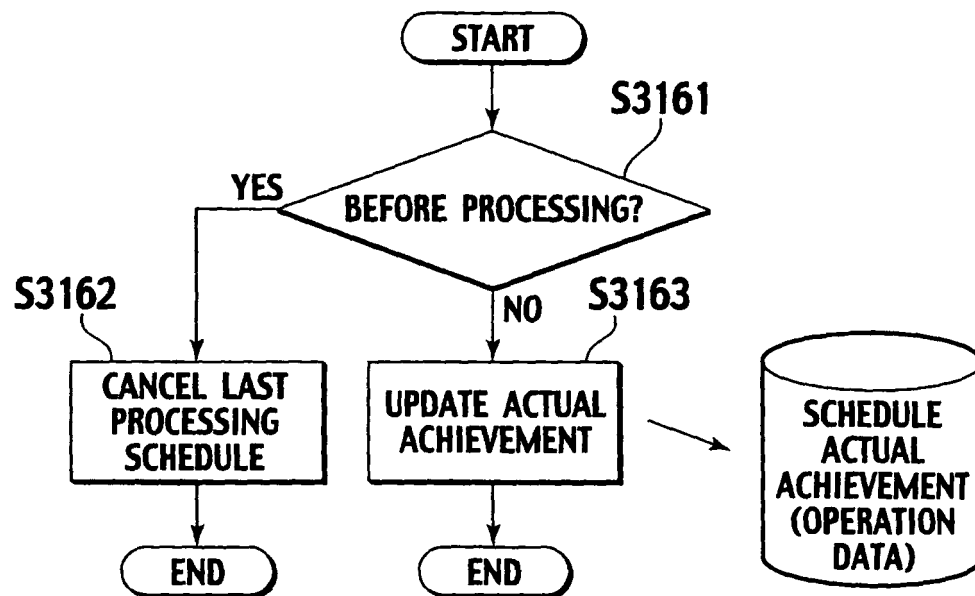 START
S3161
YES
BEFORE PROCESSING?
S3162
NO
S3163
CANCEL LAST
PROCESSING
SCHEDULE
UPDATE ACTUAL
ACHIEVEMENT
SCHEDULE
ACTUAL
ACHIEVEMENT
(OPERATION
DATA)
END
END